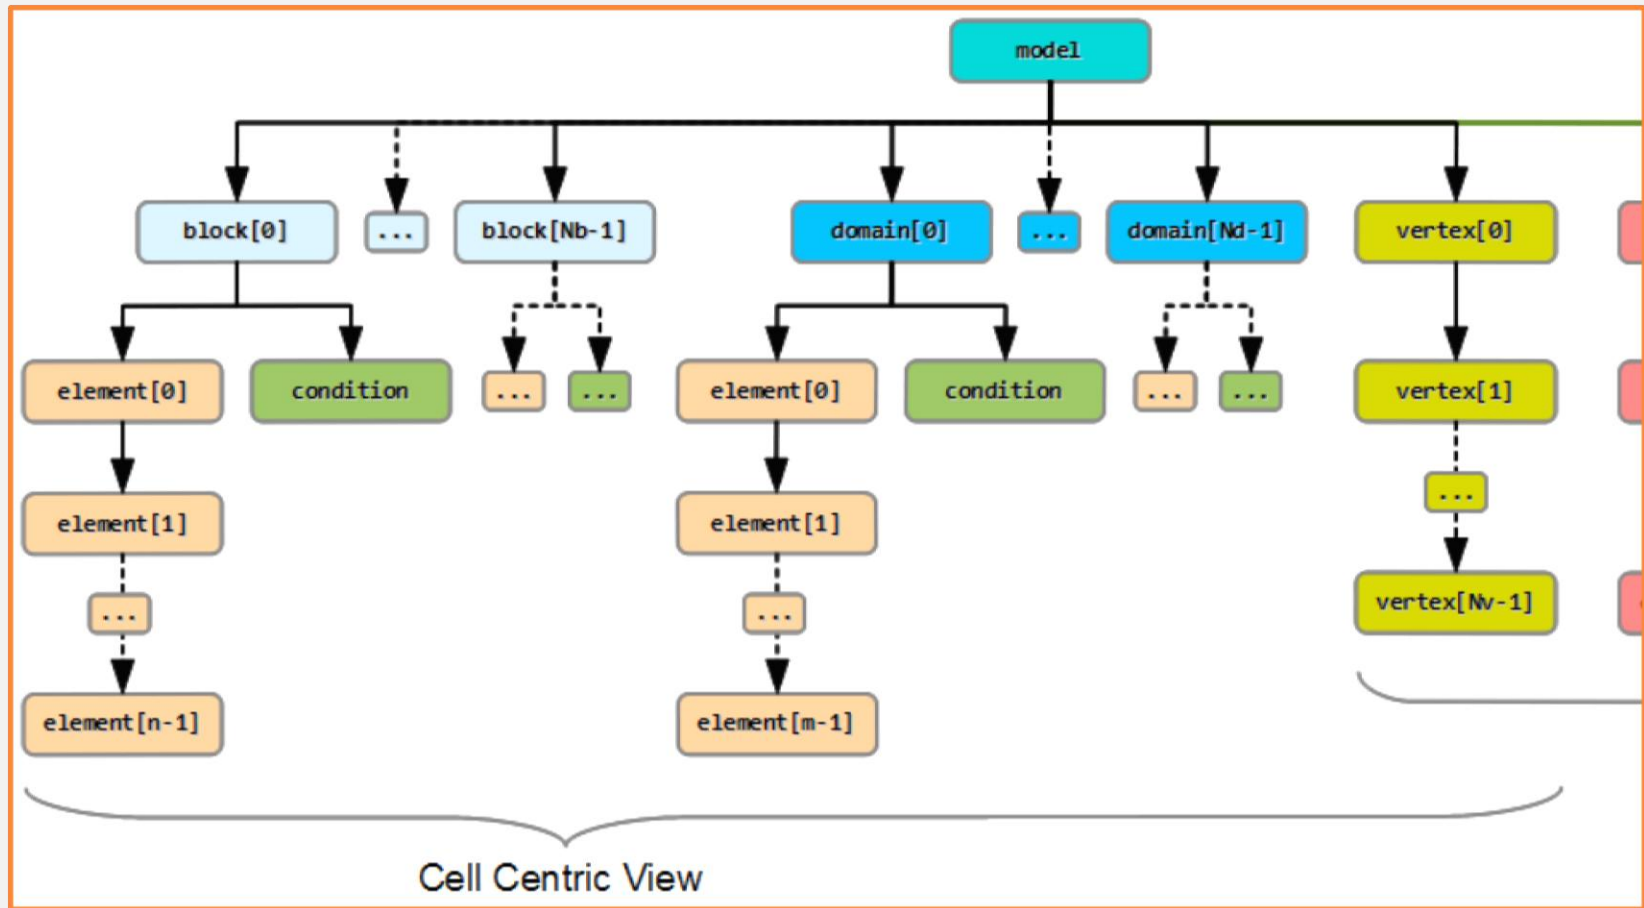 model
block[0]
...
block[Nb-1]
domain[0]
...
domain[Nd-1]
vertex[0]
element[0]
condition
...
...
element[0]
condition
...
...
vertex[1]
element[1]
element[1]
...
...
...
vertex[Nv-1]
element[n-1]
element[m-1]
Cell Centric View